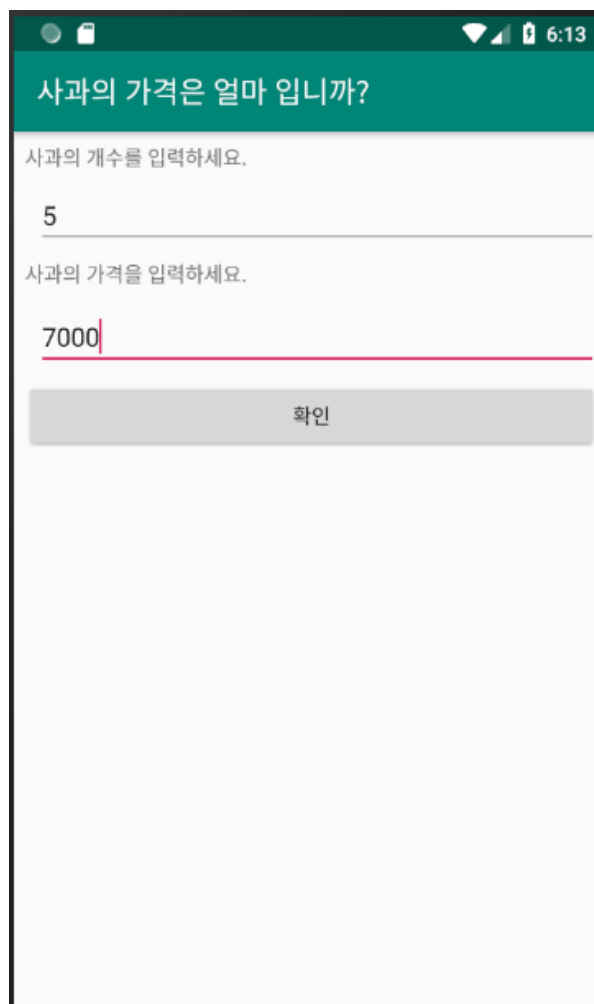 6:13
사과의 가격은 얼마 입니까?
사과의 개수를 입력하세요.
5
사과의 가격을 입력하세요.
7000
확인